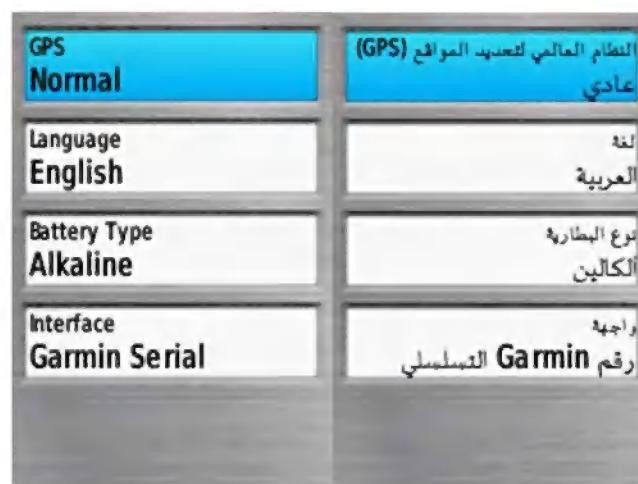 GPS
Normal
Language
English
Battery Type
Alkaline
Interface
Garmin Serial
النظام العالمي لتحديد المواقع (GPS)
عادي
لغة
العربية
نوع البطارية
الكالين
واجهة
رقم Garmin التسلسلي